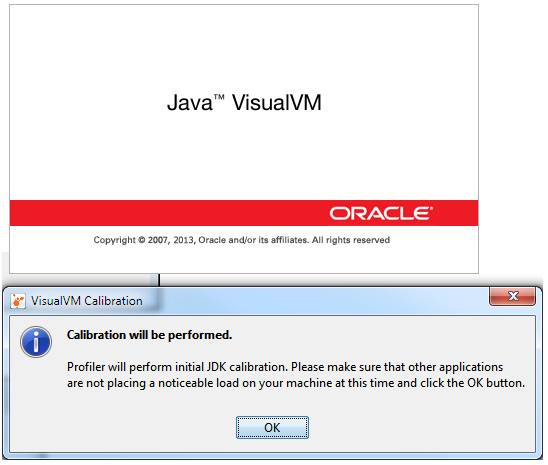 Java™ VisualVM
ORACLE®
Copyright © 2007, 2013, Oracle and/or its affiliates. All rights reserved
VisualVM Calibration
Calibration will be performed.
Profiler will perform initial JDK calibration. Please make sure that other applications
are not placing a noticeable load on your machine at this time and click the OK button.
OK